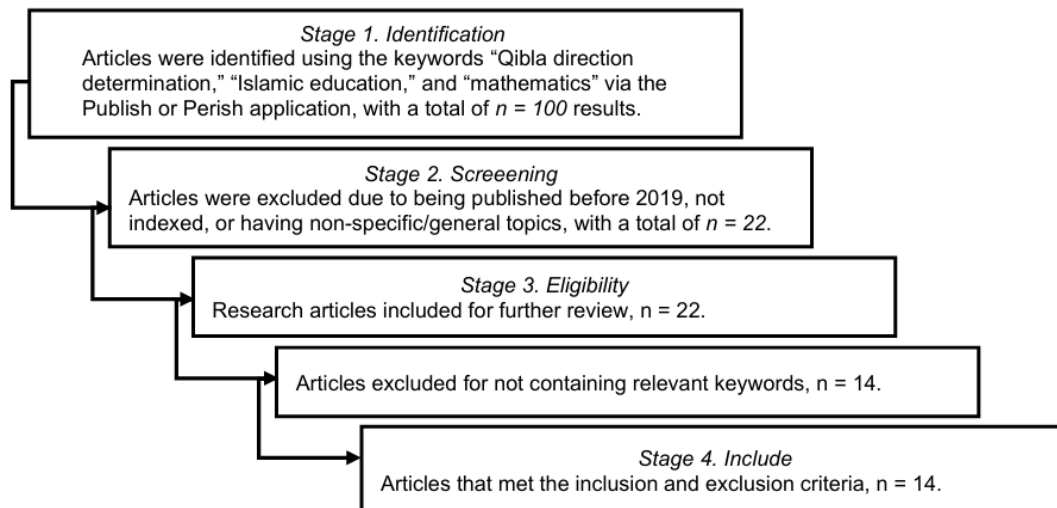 Stage 1. Identification
Articles were identified using the keywords “Qibla direction
determination,” “Islamic education,” and “mathematics” via the
Publish or Perish application, with a total of n = 100 results.
Stage 2. Screeening
Articles were excluded due to being published before 2019, not
indexed, or having non-specific/general topics, with a total of n = 22.
Stage 3. Eligibility
Research articles included for further review, n = 22.
Articles excluded for not containing relevant keywords, n = 14.
Stage 4. Include
Articles that met the inclusion and exclusion criteria, n = 14.